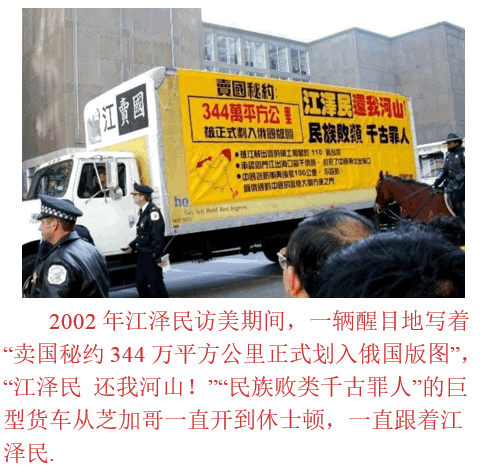 江賣國
賣國秘約:
344萬平方公里
被正式劃入俄國版圖
江泽民還我河山!
民族敗類 千古罪人
2002 年江泽民访美期间，一辆醒目地写着
“卖国秘约 344 万平方公里正式划入俄国版图”，
“江泽民 还我河山！”“民族败类千古罪人”的巨
型货车从芝加哥一直开到休士顿，一直跟着江
泽民.